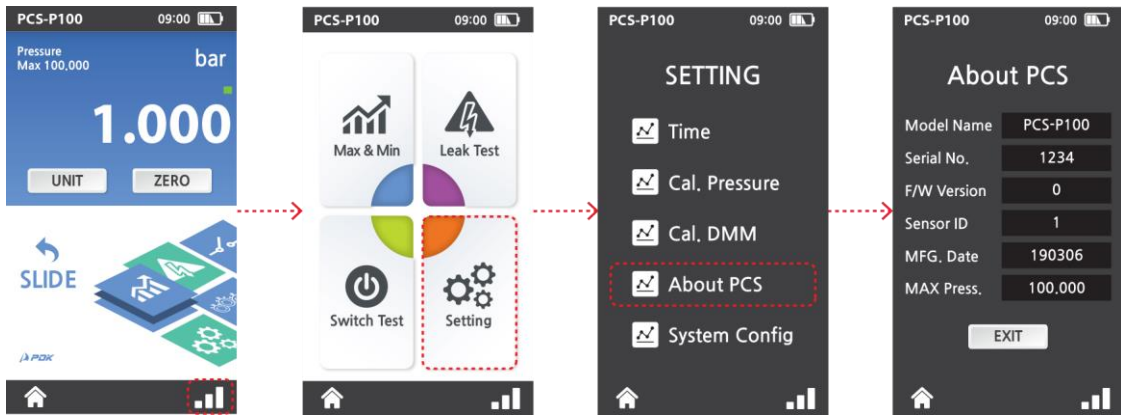 PCS-P100 09:00
Pressure
Max 100,000 bar
1.000
UNIT ZERO
SLIDE
PDK
PCS-P100 09:00
Max & Min Leak Test
Switch Test Setting
PCS-P100 09:00
SETTING
Time
Cal. Pressure
Cal. DMM
About PCS
System Config
PCS-P100 09:00
About PCS
Model Name PCS-P100
Serial No. 1234
F/W Version 0
Sensor ID 1
MFG. Date 190306
MAX Press. 100,000
EXIT